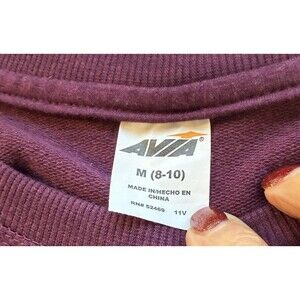 AVIA
M (8-10)
MADE IN/HECHO EN
CHINA
RN# 52469 11V